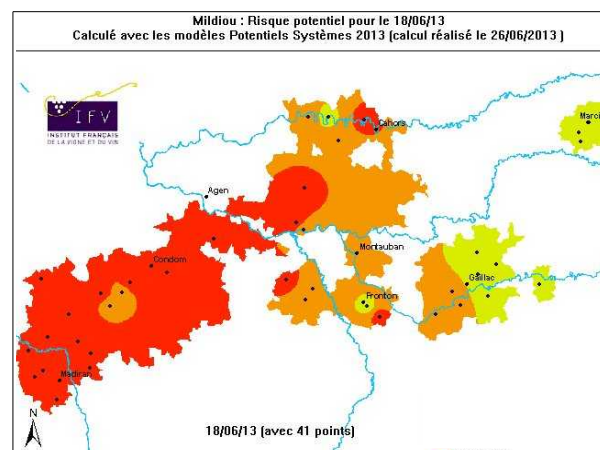 Mildiou : Risque potentiel pour le 18/06/13
Calculé avec les modèles Potentiels Systèmes 2013 (calcul réalisé le 26/06/2013 )
IFV
INSTITUT FRANÇAIS
DE LA VIGNE ET DU VIN
Cahors
Marci
Agen
Montauban
Condom
Gaillac
Fronton
Madiran
N
18/06/13 (avec 41 points)